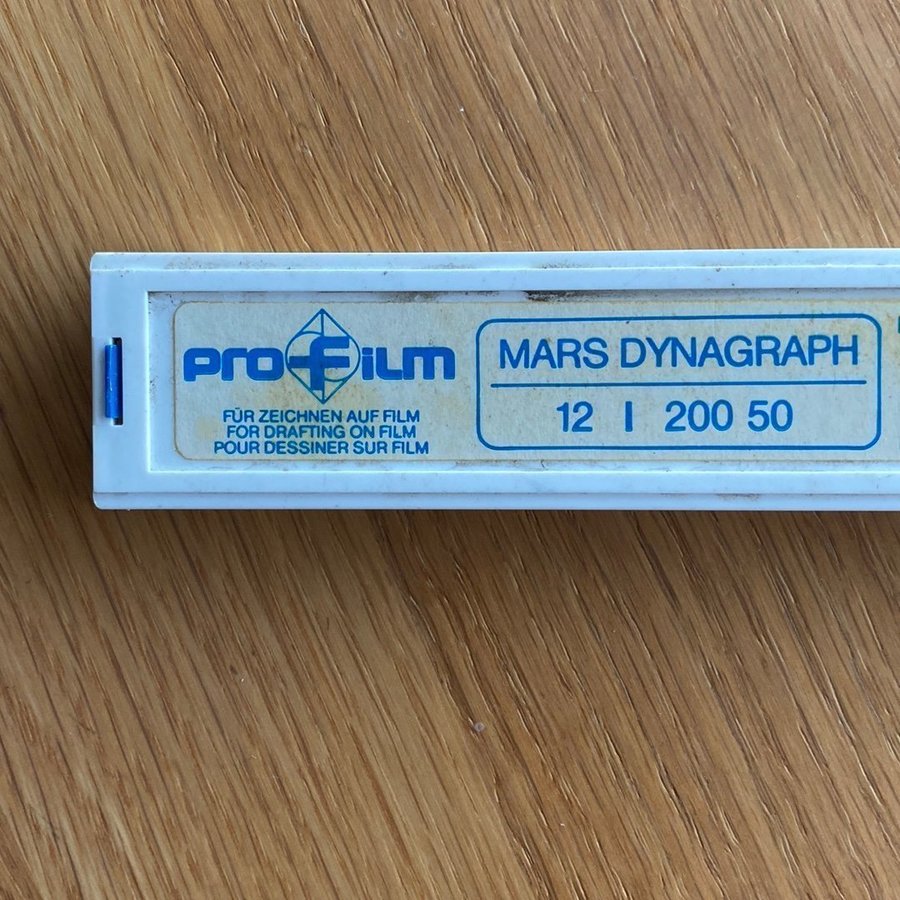 PROFILM
FÜR ZEICHNEN AUF FILM
FOR DRAFTING ON FILM
POUR DESSINER SUR FILM
MARS DYNAGRAPH
12 I 200 50